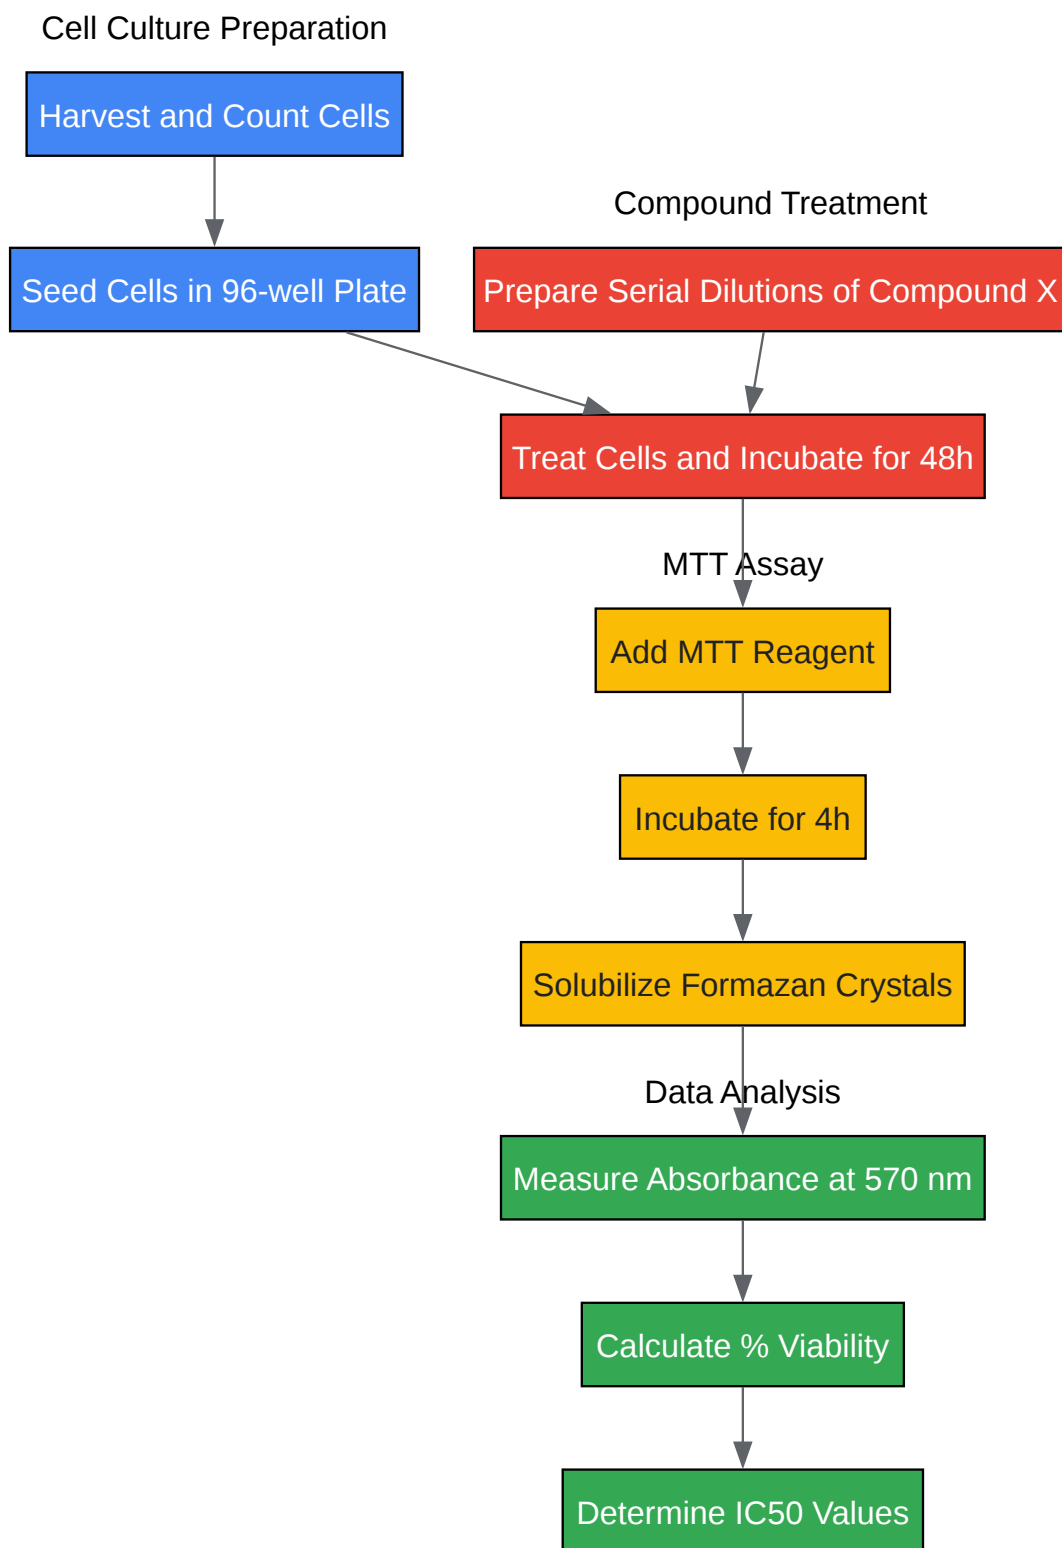 Cell Culture Preparation
Harvest and Count Cells
Seed Cells in 96-well Plate
Compound Treatment
Prepare Serial Dilutions of Compound X
Treat Cells and Incubate for 48h
MTT Assay
Add MTT Reagent
Incubate for 4h
Solubilize Formazan Crystals
Data Analysis
Measure Absorbance at 570 nm
Calculate % Viability
Determine IC50 Values